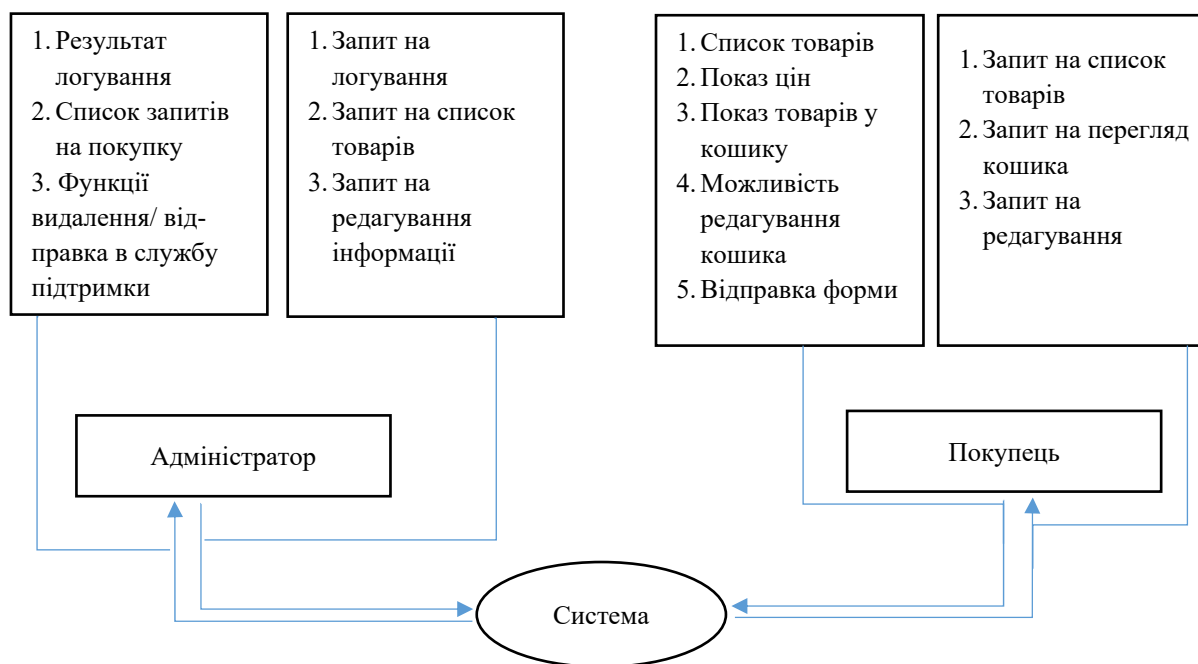 1. Результат
логування
2. Список запитів
на покупку
3. Функції
видалення/ від-
правка в службу
підтримки
1. Запит на
логування
2. Запит на список
товарів
3. Запит на
редагування
інформації
1. Список товарів
2. Показ цін
3. Показ товарів у
кошику
4. Можливість
редагування
кошика
5. Відправка форми
1. Запит на список
товарів
2. Запит на перегляд
кошика
3. Запит на
редагування
Адміністратор
Покупець
Система